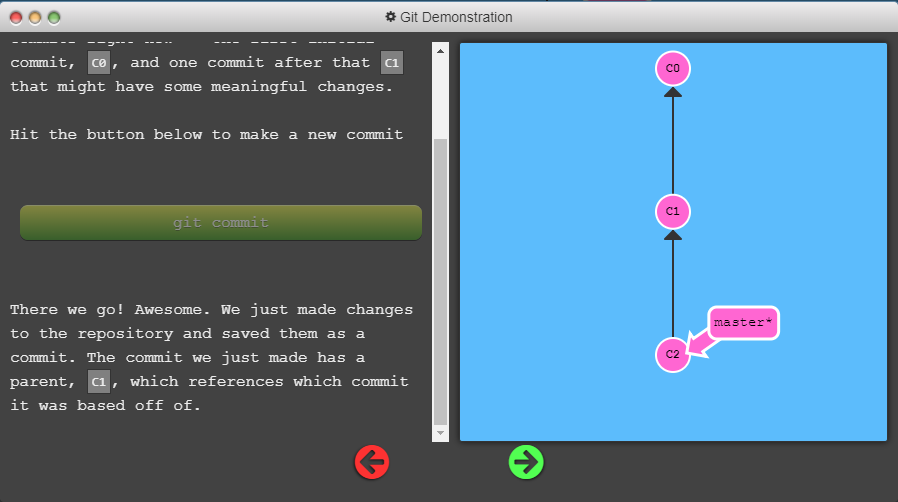 Git Demonstration
commit, C0, and one commit after that C1
that might have some meaningful changes.
Hit the button below to make a new commit
git commit
There we go! Awesome. We just made changes
to the repository and saved them as a
commit. The commit we just made has a
parent, C1, which references which commit
it was based off of.
C0
C1
master*
C2